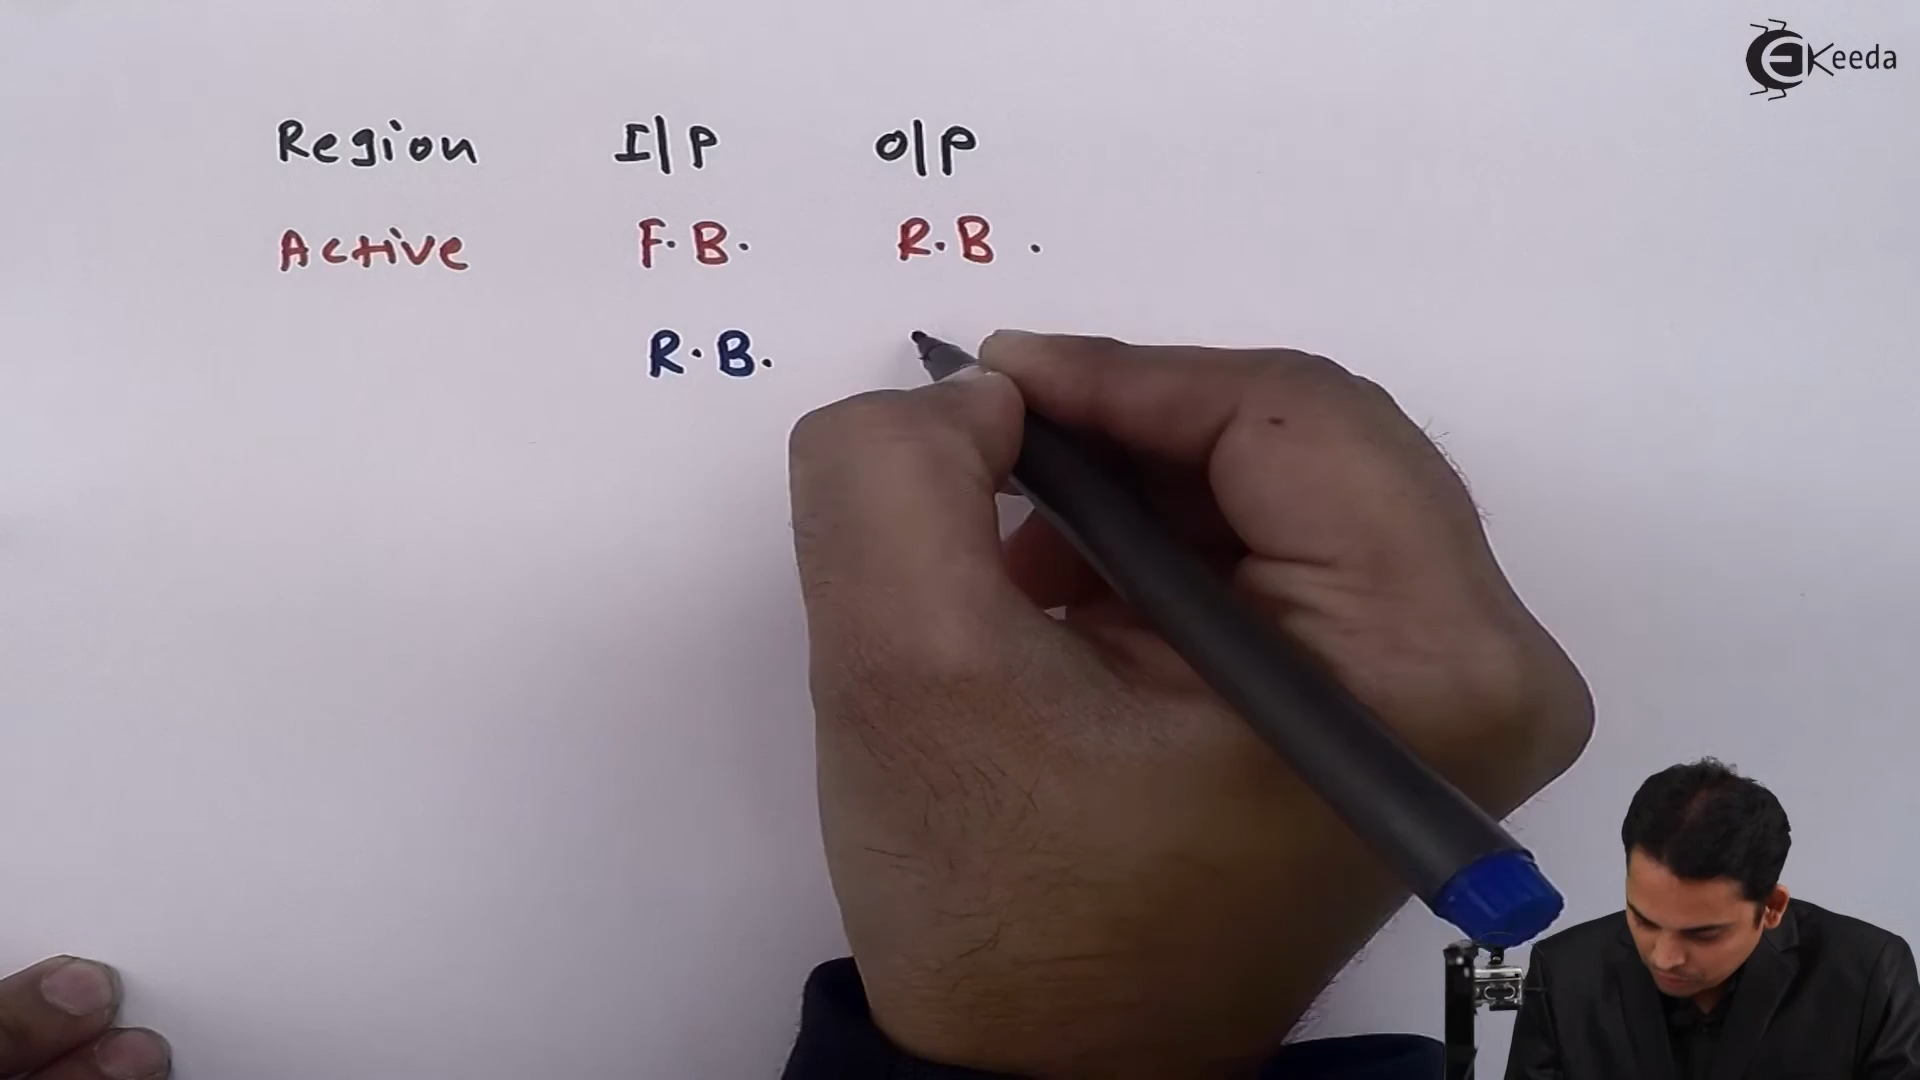 EKeeda
Region I/P O/P
Active F.B. R.B.
R.B.